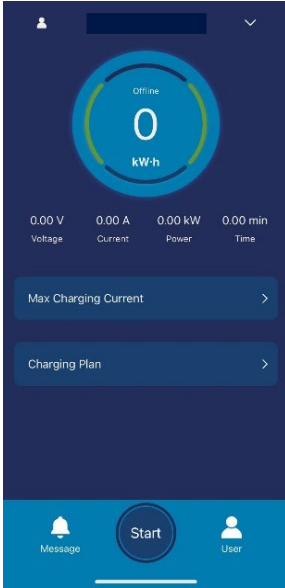 Offline
0
kW·h
0.00 V 0.00 A 0.00 kW 0.00 min
Voltage Current Power Time
Max Charging Current
Charging Plan
Start
Message User